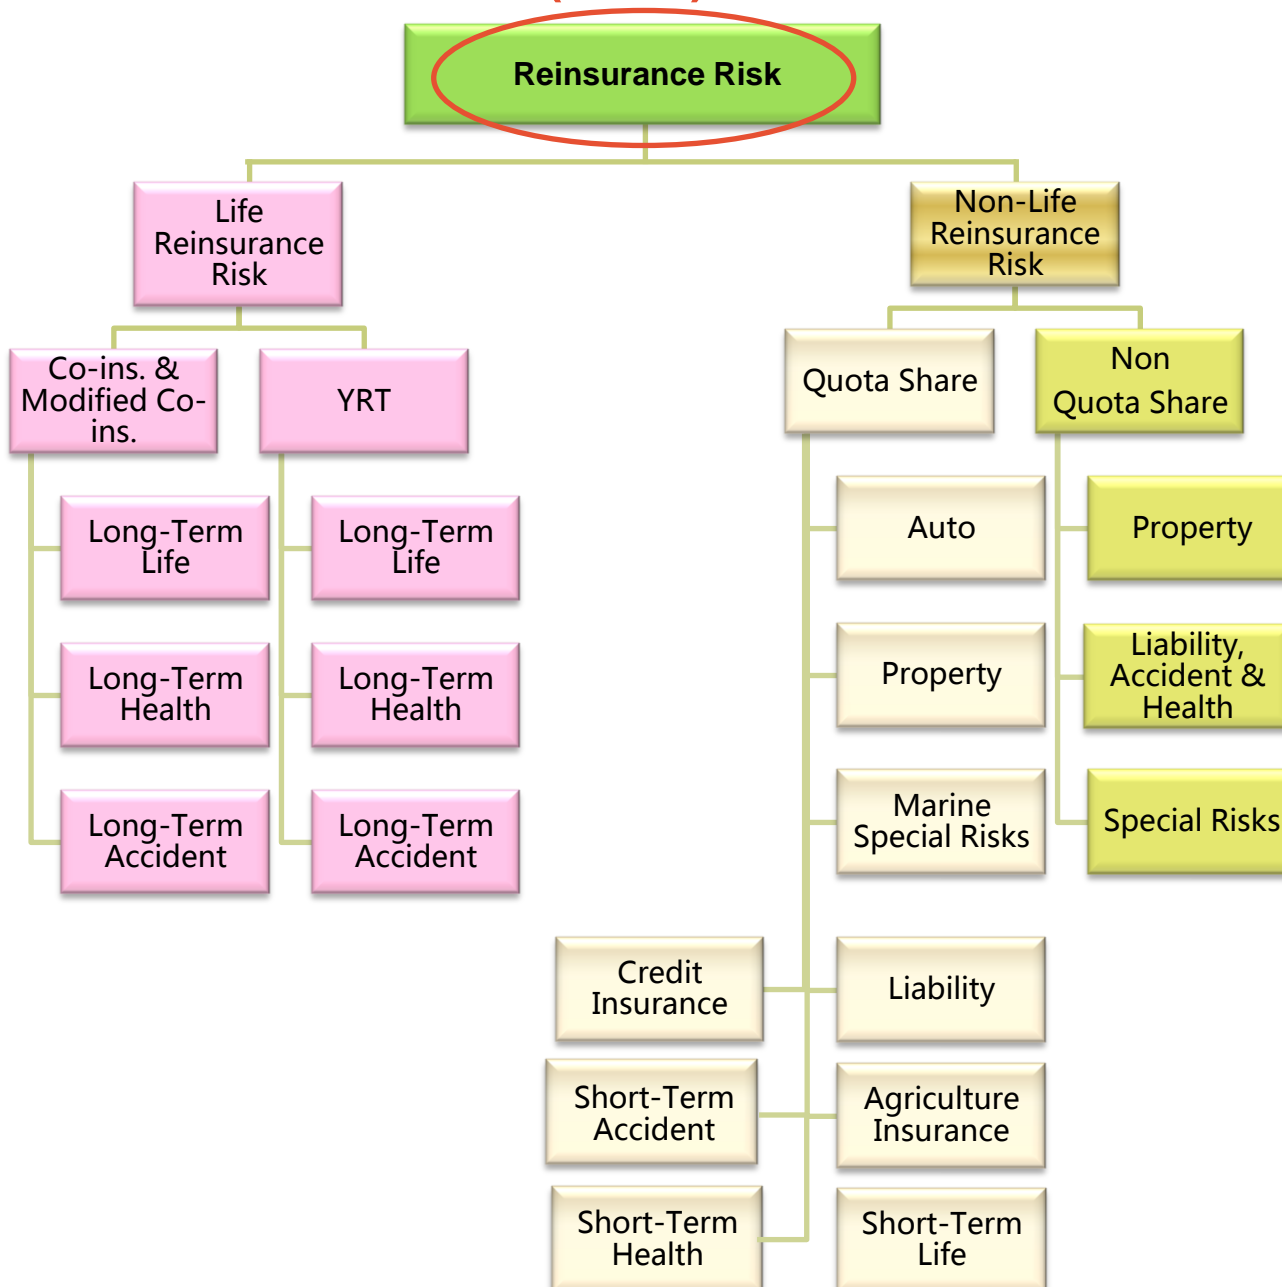 Reinsurance Risk
Life
Reinsurance
Risk
Non-Life
Reinsurance
Risk
Co-ins. &
Modified Co-
ins.
YRT
Quota Share
Non
Quota Share
Long-Term
Life
Long-Term
Life
Auto
Property
Long-Term
Health
Long-Term
Health
Property
Liability,
Accident &
Health
Long-Term
Accident
Long-Term
Accident
Marine
Special Risks
Special Risks
Credit
Insurance
Liability
Short-Term
Accident
Agriculture
Insurance
Short-Term
Health
Short-Term
Life